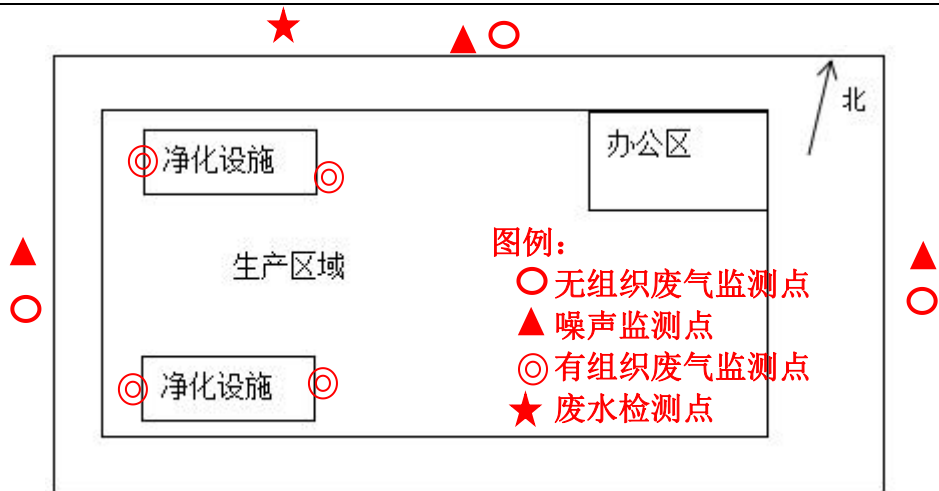 北
净化设施
办公区
生产区域
图例：
无组织废气监测点
噪声监测点
有组织废气监测点
废水检测点
净化设施